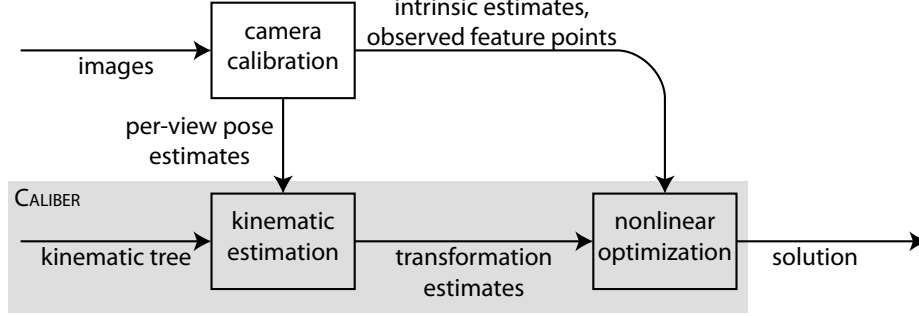 intrinsic estimates,
observed feature points
camera
calibration
images
per-view pose
estimates
CALIBER
kinematic
estimation
nonlinear
optimization
kinematic tree
transformation
estimates
solution